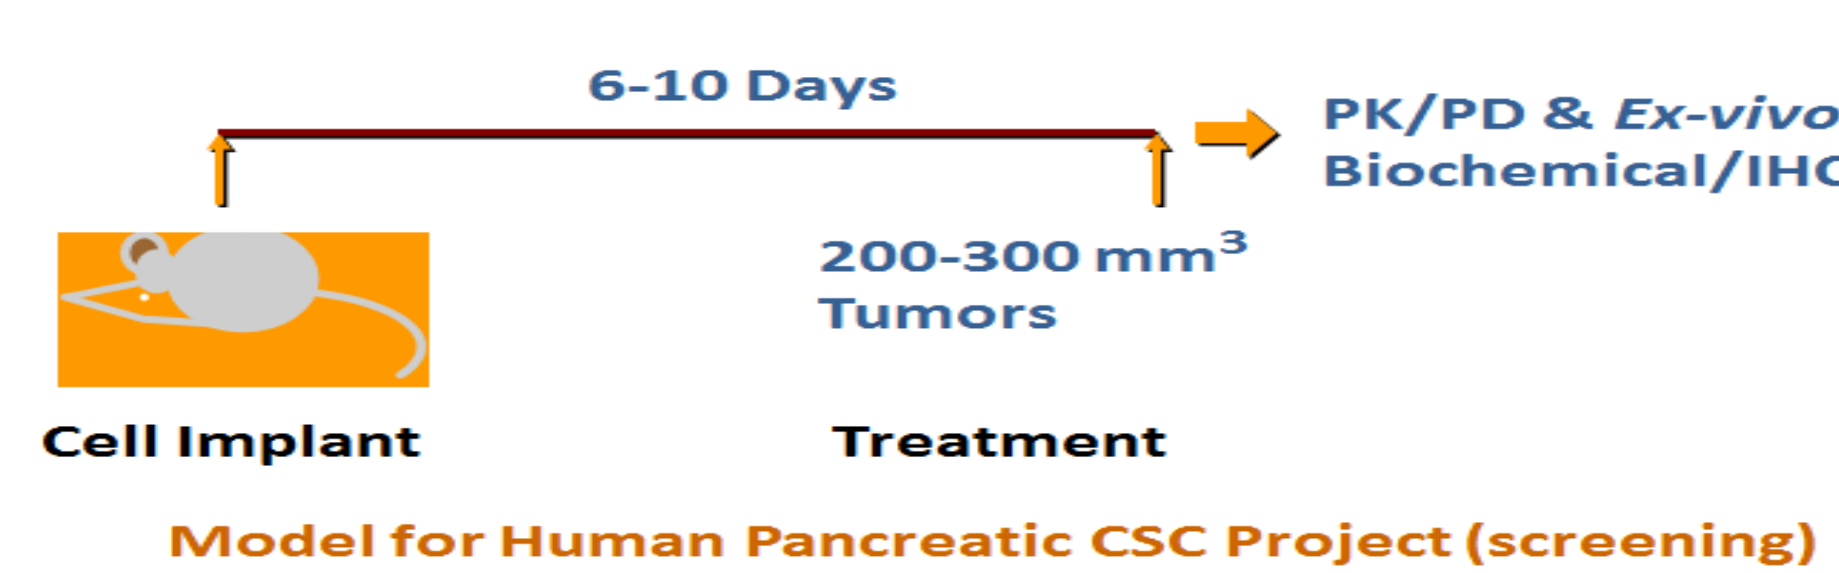 6-10 Days
PK/PD & Ex-vivo
Biochemical/IHC
200-300 mm³
Tumors
Cell Implant
Treatment
Model for Human Pancreatic CSC Project (screening)